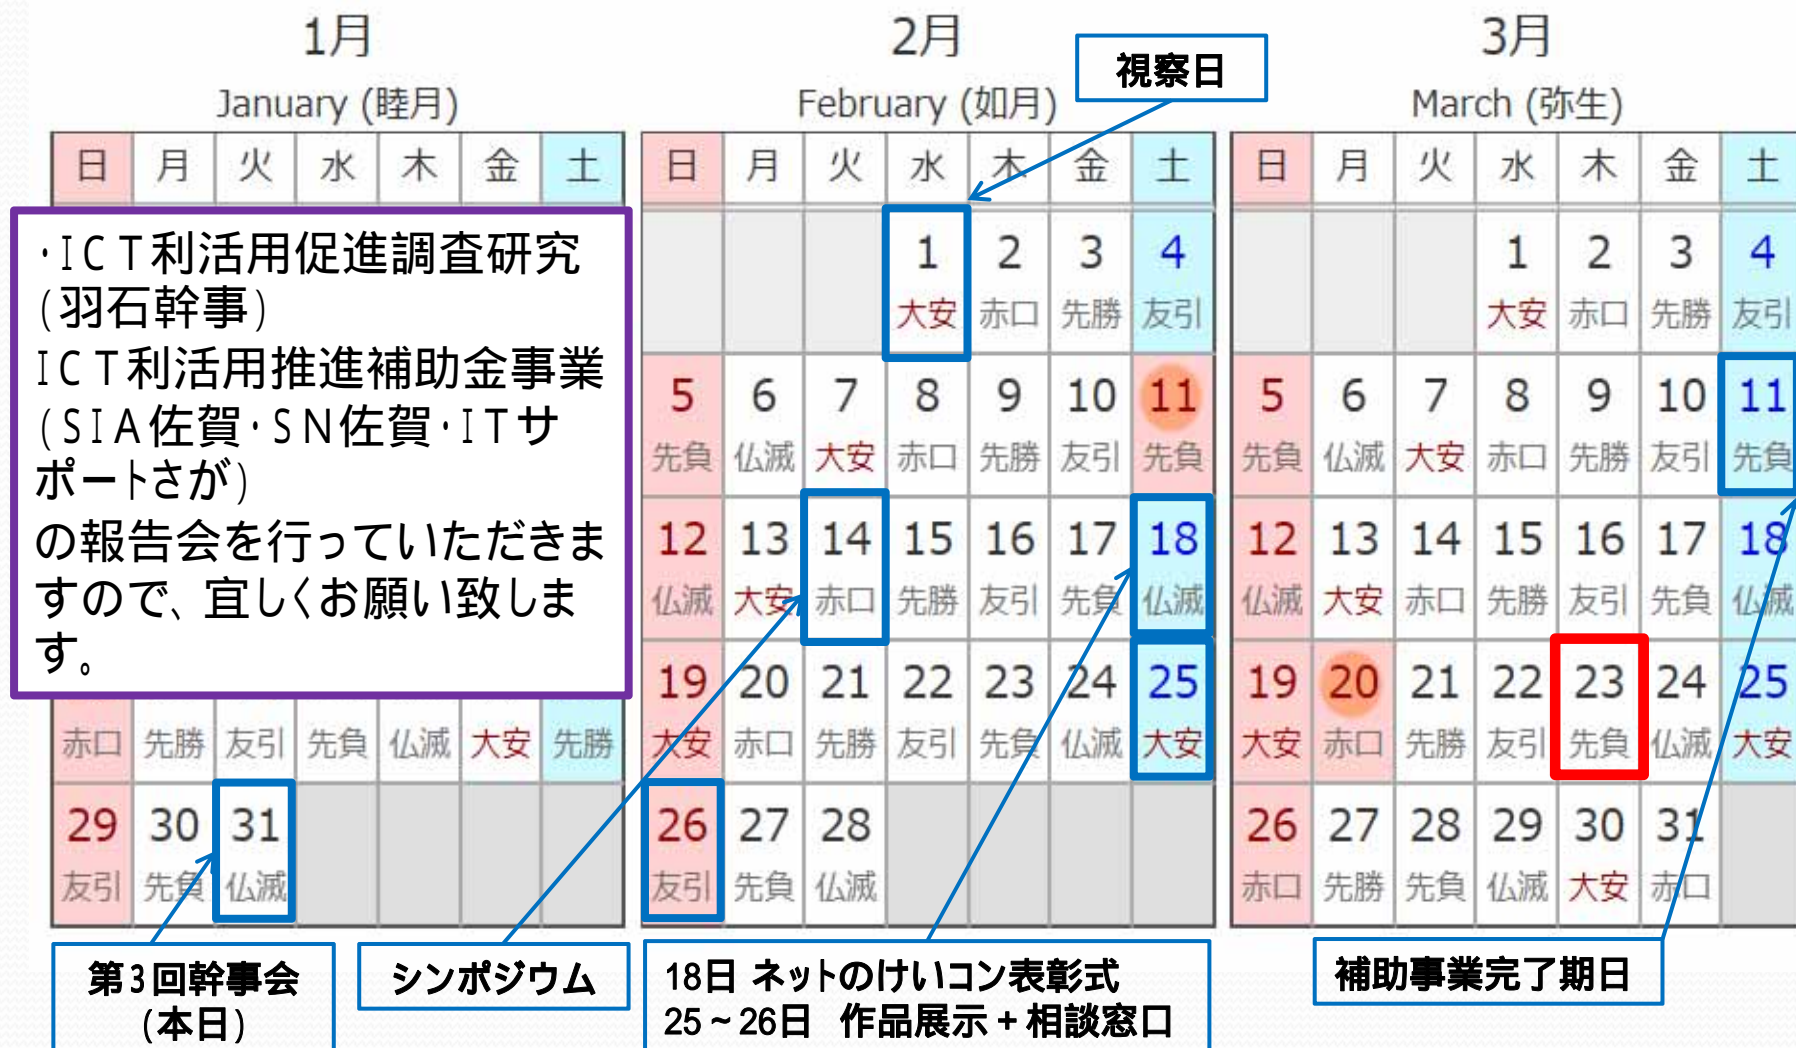 1月
January (睦月)
日 月 火 水 木 金 土
・ICT利活用促進調査研究
(羽石幹事)
ICT利活用推進補助金事業
(SIA佐賀・SN佐賀・ITサ
ポートさが)
の報告会を行っていただきま
すので、宜しくお願い致しま
す。
赤口 先勝 友引 先負 仏滅 大安 先勝
29 30 31
友引 先負 仏滅
第3回幹事会
(本日)
2月
February (如月)
視察日
日 月 火 水 木 金 土
1 2 3 4
大安 赤口 先勝 友引
5 6 7 8 9 10 11
先負 仏滅 大安 赤口 先勝 友引 先負
12 13 14 15 16 17 18
仏滅 大安 赤口 先勝 友引 先負 仏滅
19 20 21 22 23 24 25
大安 赤口 先勝 友引 先負 仏滅 大安
26 27 28
友引 先負 仏滅
シンポジウム
18日 ネットのけいコン表彰式
25~26日 作品展示+相談窓口
3月
March (弥生)
日 月 火 水 木 金 土
1 2 3 4
大安 赤口 先勝 友引
5 6 7 8 9 10 11
先負 仏滅 大安 赤口 先勝 友引 先負
12 13 14 15 16 17 18
仏滅 大安 赤口 先勝 友引 先負 仏滅
19 20 21 22 23 24 25
大安 赤口 先勝 友引 先負 仏滅 大安
26 27 28 29 30 31
赤口 先勝 先負 仏滅 大安 赤口
補助事業完了期日